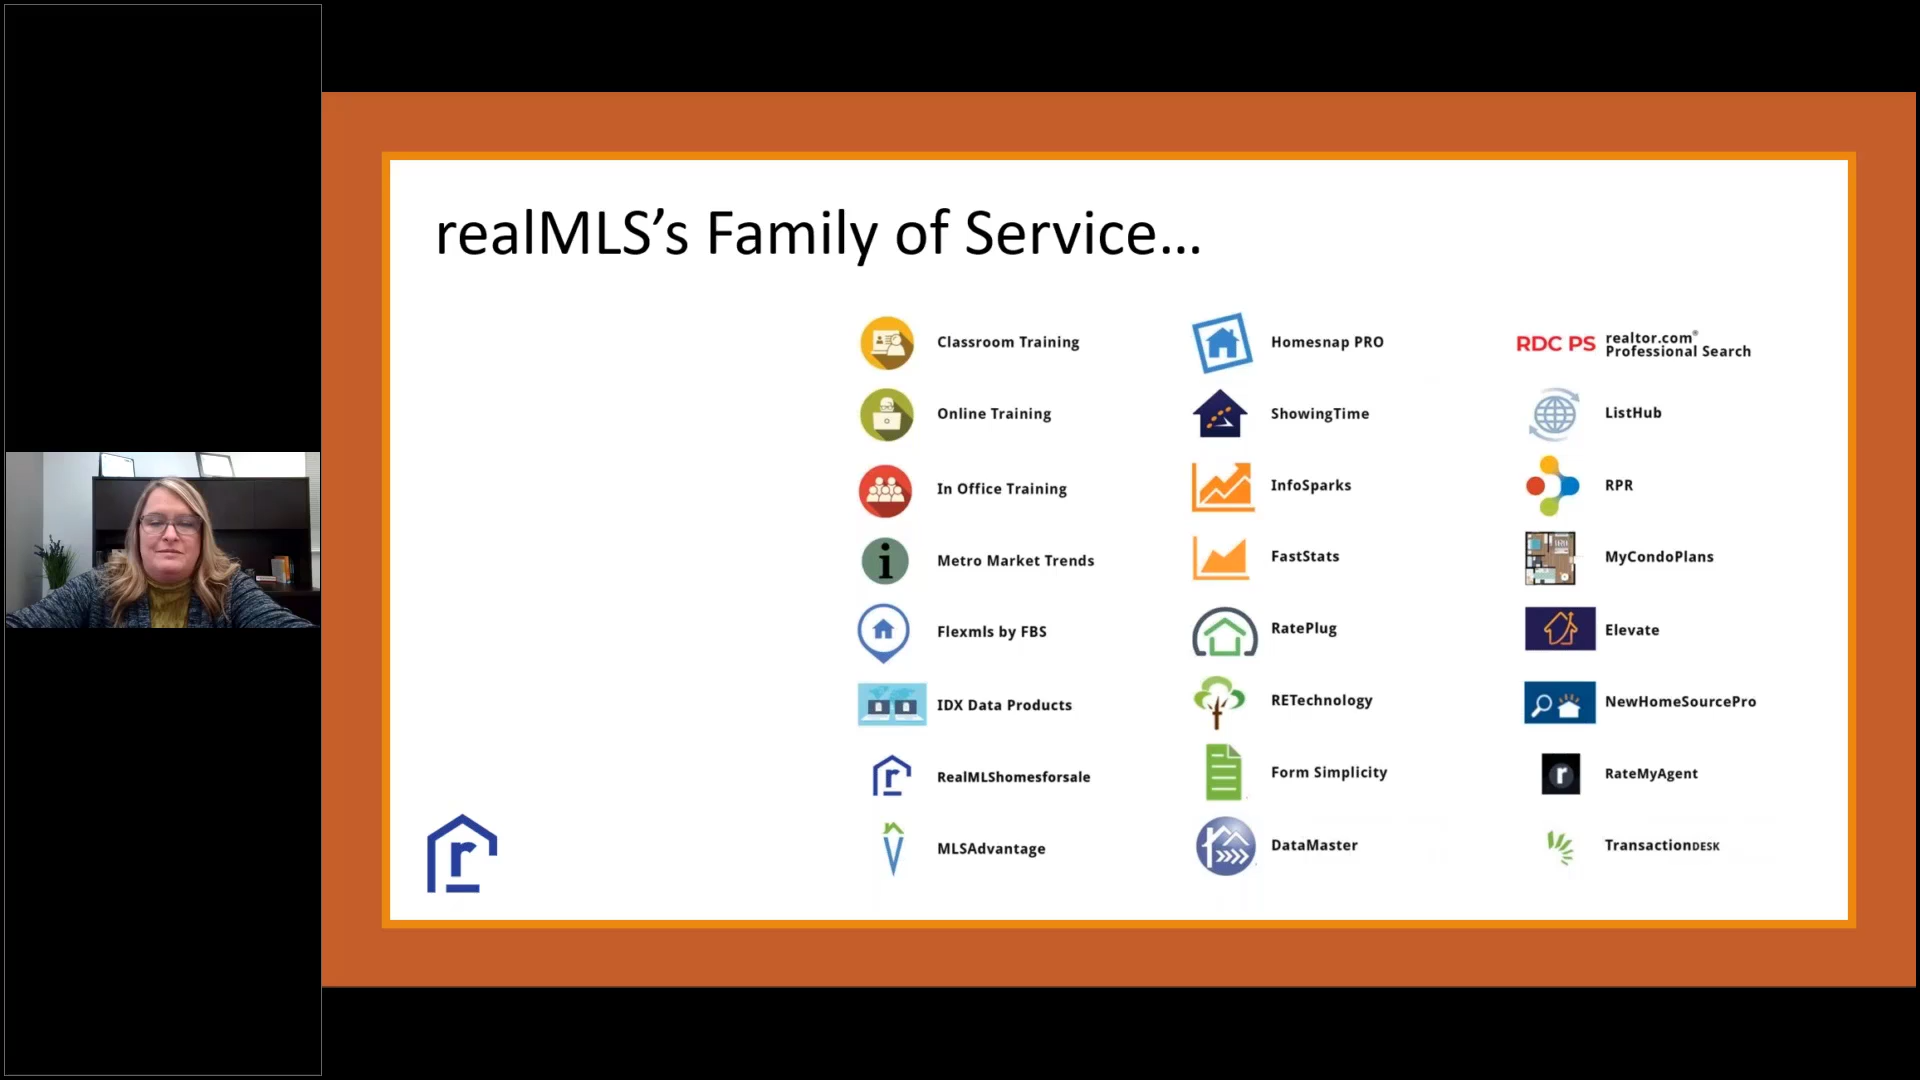 realMLS’s Family of Service...
Classroom Training
Online Training
In Office Training
Metro Market Trends
Flexmls by FBS
IDX Data Products
RealMLShomesforsale
MLSAdvantage
Homesnap PRO
ShowingTime
InfoSparks
FastStats
RatePlug
RETechnology
Form Simplicity
DataMaster
RDC PS
realtor.com®
Professional Search
ListHub
RPR
MyCondoPlans
Elevate
NewHomeSourcePro
RateMyAgent
TransactionDESK
r
i
r
r